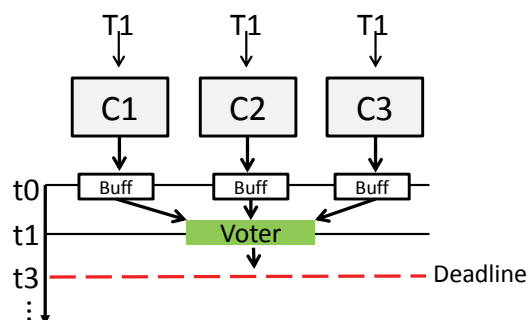 T1 T1 T1
C1 C2 C3
t0 Buff Buff Buff
t1 Voter
t3 Deadline
...